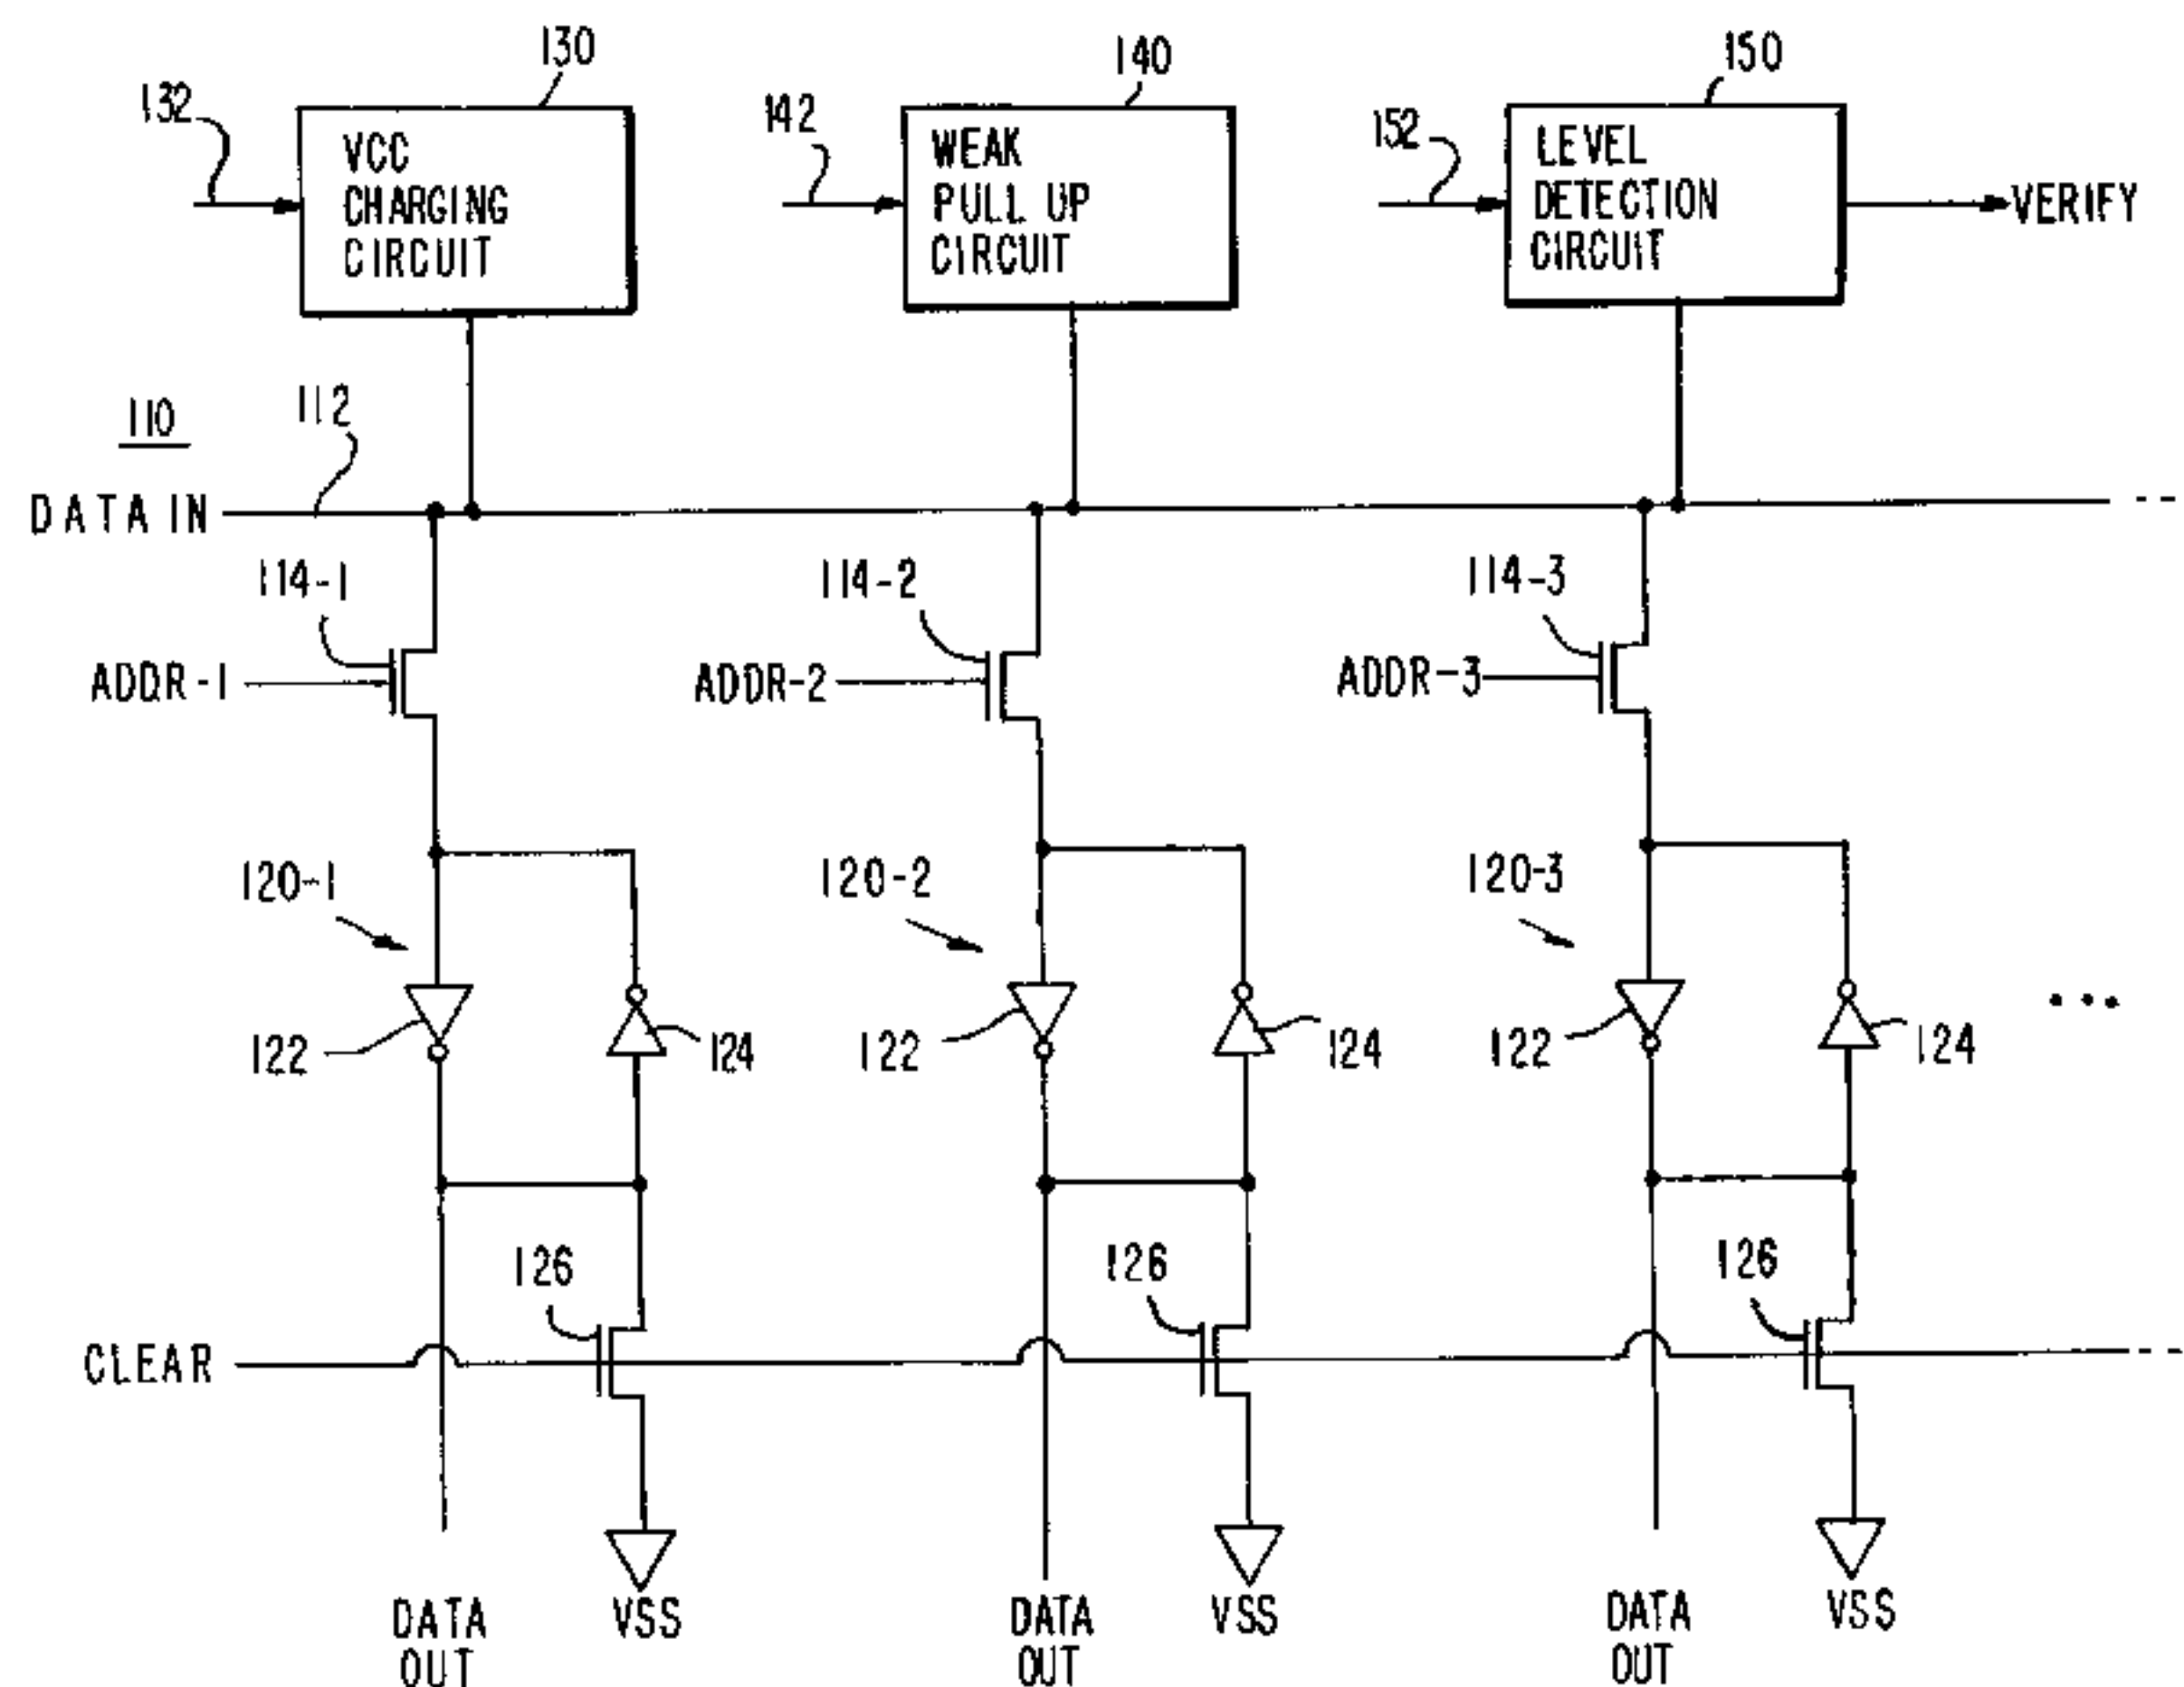 130
140
150
132
142
152
VCC
CHARGING
CIRCUIT
WEAK
PULL UP
CIRCUIT
LEVEL
DETECTION
CIRCUIT
VERIFY
110
112
DATA IN
114-1
114-2
114-3
ADDR-1
ADDR-2
ADDR-3
120-1
120-2
120-3
122
124
122
124
122
124
126
126
126
CLEAR
DATA
OUT
VSS
DATA
OUT
VSS
DATA
OUT
VSS